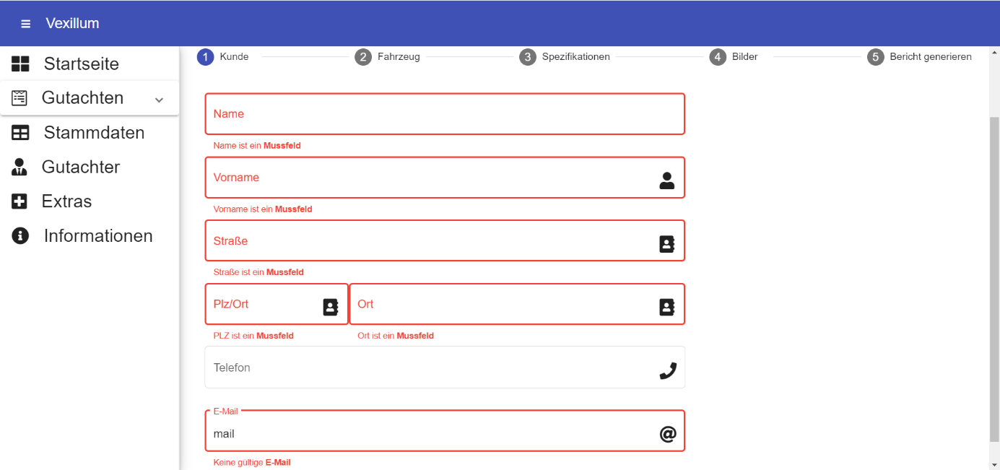 Vexillum
Startseite
Gutachten
Stammdaten
Gutachter
Extras
Informationen
1 Kunde 2 Fahrzeug 3 Spezifikationen 4 Bilder 5 Bericht generieren
Name
Name ist ein Mussfeld
Vorname
Vorname ist ein Mussfeld
Straße
Straße ist ein Mussfeld
Plz/Ort Ort
PLZ ist ein Mussfeld Ort ist ein Mussfeld
Telefon
E-Mail
mail
Keine gültige E-Mail